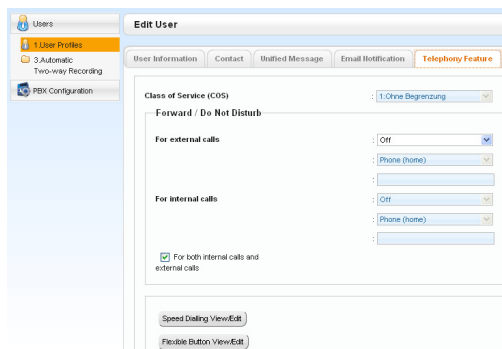 Users
Edit User
1.User Profiles
3.Automatic
Two-way Recording
PBX Configuration
User Information
Contact
Unified Message
Email Notification
Telephony Feature
Class of Service (COS)
: 1:Ohne Begrenzung
Forward / Do Not Disturb
For external calls
: Off
: Phone (home)
:
For internal calls
: Off
: Phone (home)
:
For both internal calls and
external calls
Speed Dialling View/Edit
Flexible Button View/Edit